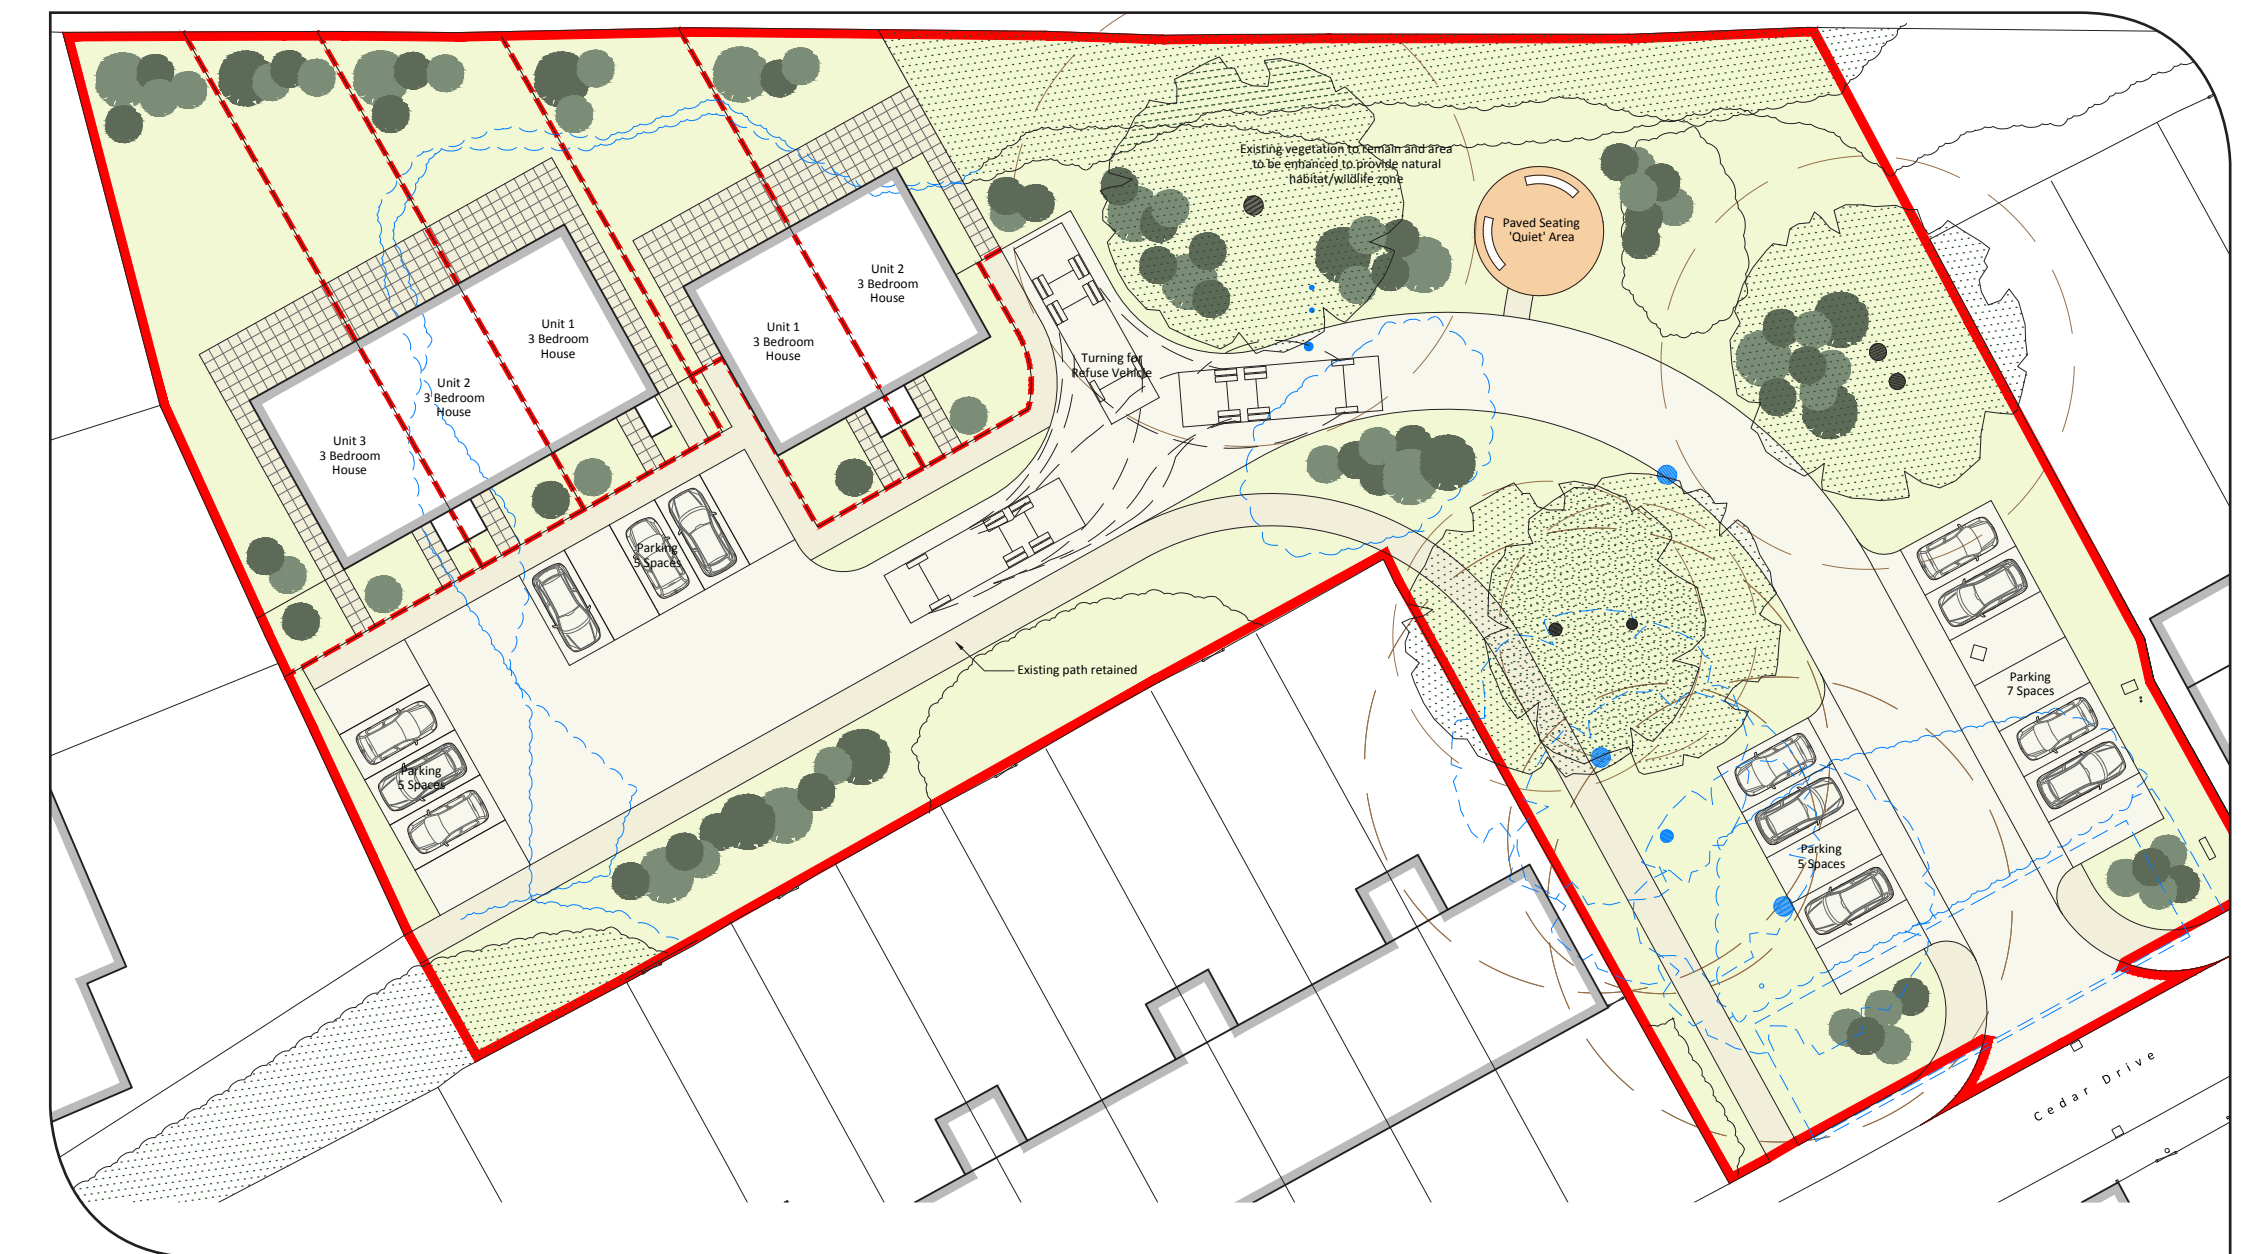 Existing vegetation to remain and area
to be enhanced to provide natural
habitat/wildlife zone
Paved Seating
'Quiet' Area
Unit 2
3 Bedroom
House
Unit 1
3 Bedroom
House
Unit 1
3 Bedroom
House
Unit 2
3 Bedroom
House
Unit 3
3 Bedroom
House
Turning for
Refuse Vehicle
Parking
5 Spaces
Existing path retained
Parking
7 Spaces
Parking
5 Spaces
Parking
5 Spaces
Cedar Drive